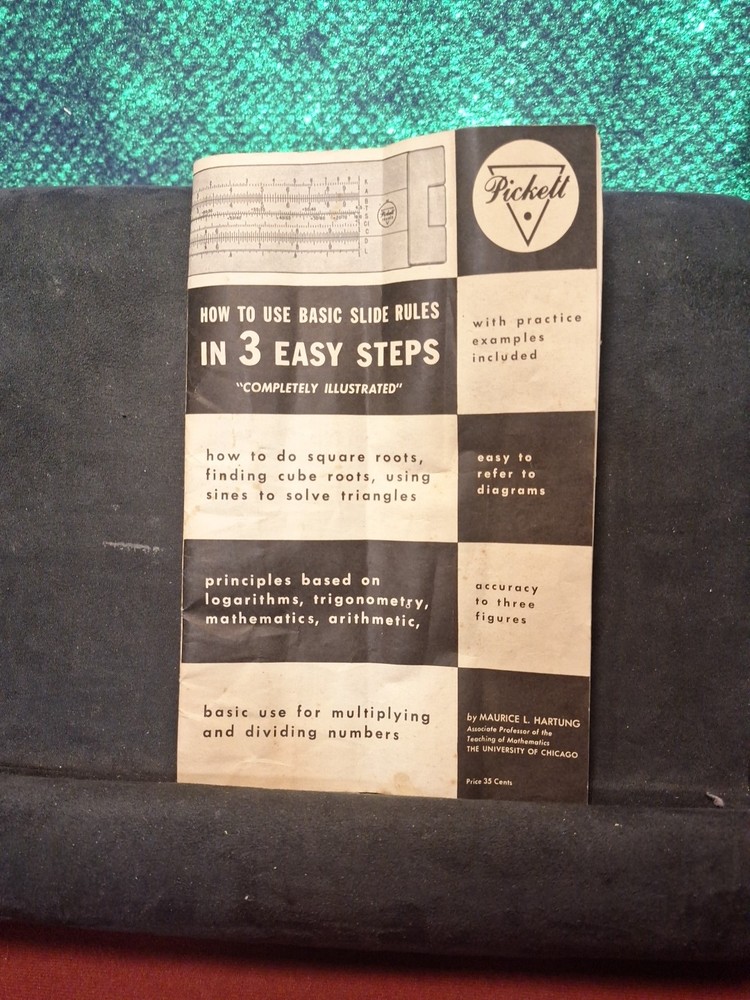 Pickett
HOW TO USE BASIC SLIDE RULES
IN 3 EASY STEPS
"COMPLETELY ILLUSTRATED"
with practice
examples
included
how to do square roots,
finding cube roots, using
sines to solve triangles
easy to
refer to
diagrams
principles based on
logarithms, trigonometry,
mathematics, arithmetic,
accuracy
to three
figures
basic use for multiplying
and dividing numbers
by MAURICE L. HARTUNG
Associate Professor of the
Teaching of Mathematics
THE UNIVERSITY OF CHICAGO
Price 35 Cents